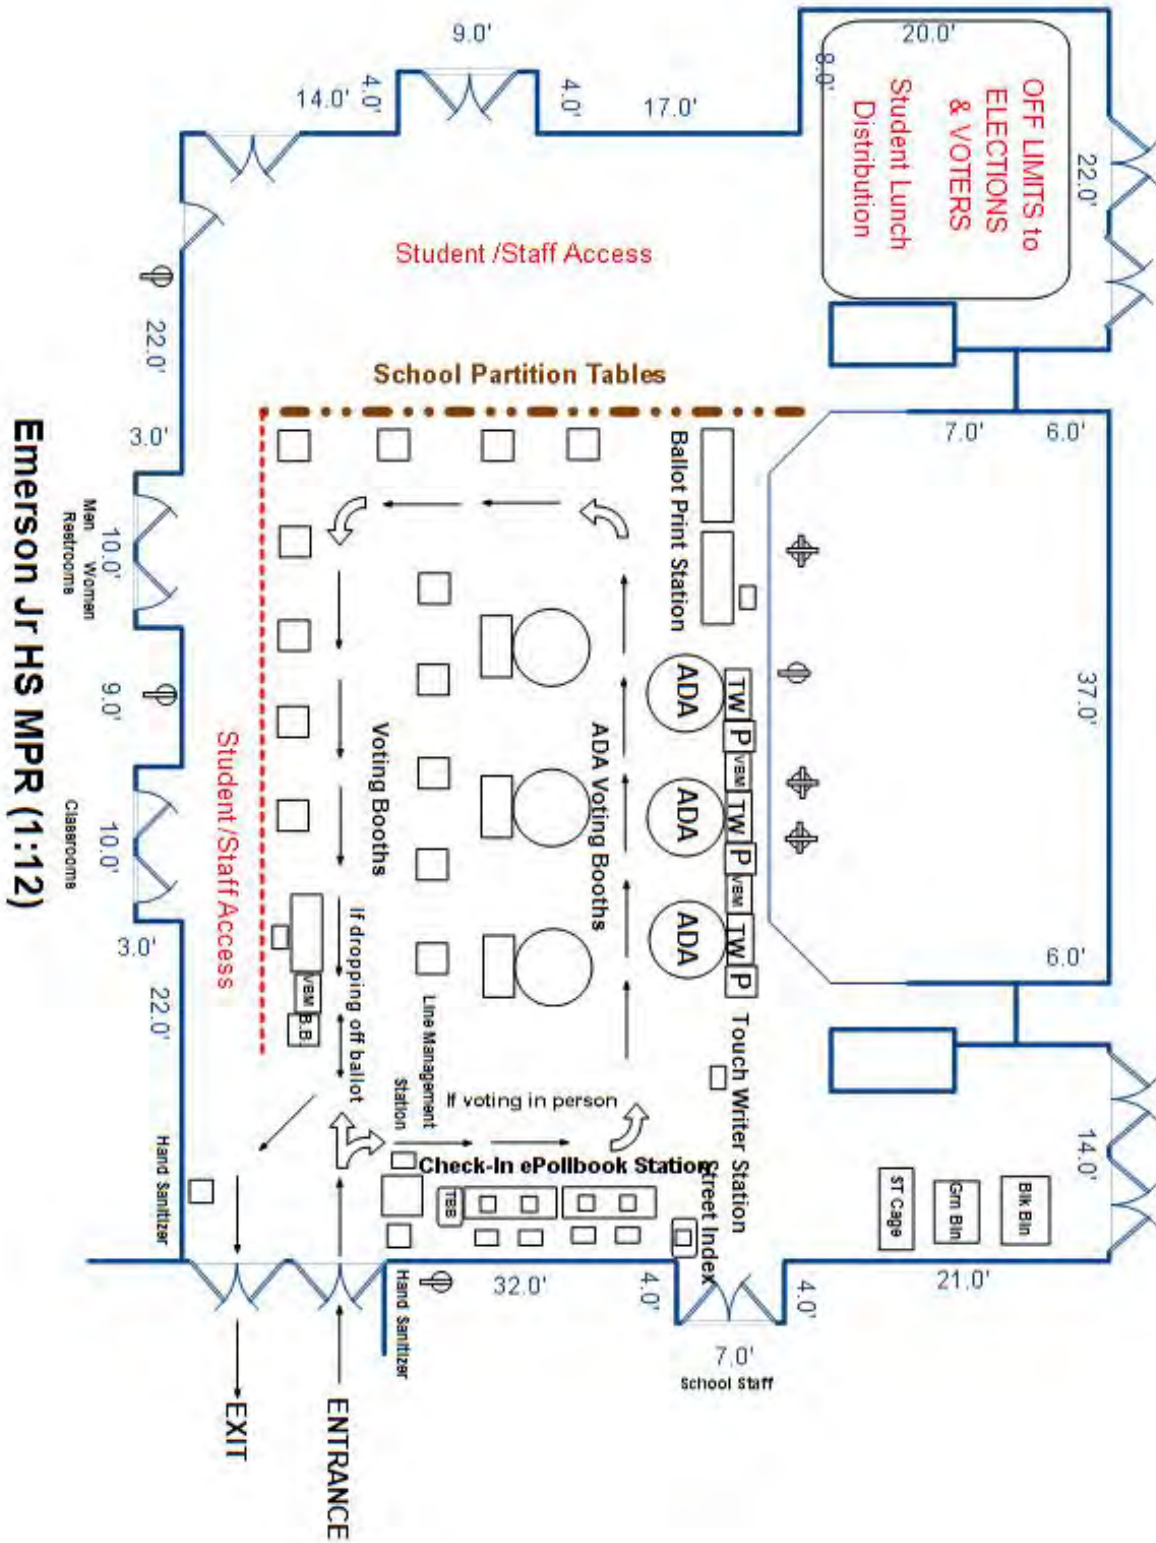 9.0'
14.0'
4.0'
4.0'
17.0'
20.0'
8.0'
22.0'
OFF LIMITS to
ELECTIONS
& VOTERS
Student Lunch
Distribution
Student /Staff Access
School Partition Tables
22.0'
3.0'
10.0'
Men Women
Restrooms
9.0'
10.0'
Classrooms
3.0'
22.0'
Emerson Jr HS MPR (1:12)
Student /Staff Access
Ballot Print Station
7.0'
6.0'
37.0'
6.0'
ADA
TW
P
VBM
ADA
TW
P
VBM
ADA
TW
P
ADA Voting Booths
Voting Booths
If dropping off ballot
VBM
B.B.
Line Management
Station
If voting in person
Touch Writer Station
Check-In ePollbook Station
Street Index
TBB
ST Cage
Grn Bin
Blk Bin
14.0'
21.0'
Hand Sanitizer
Hand Sanitizer
32.0'
4.0'
4.0'
7.0'
School Staff
EXIT
ENTRANCE